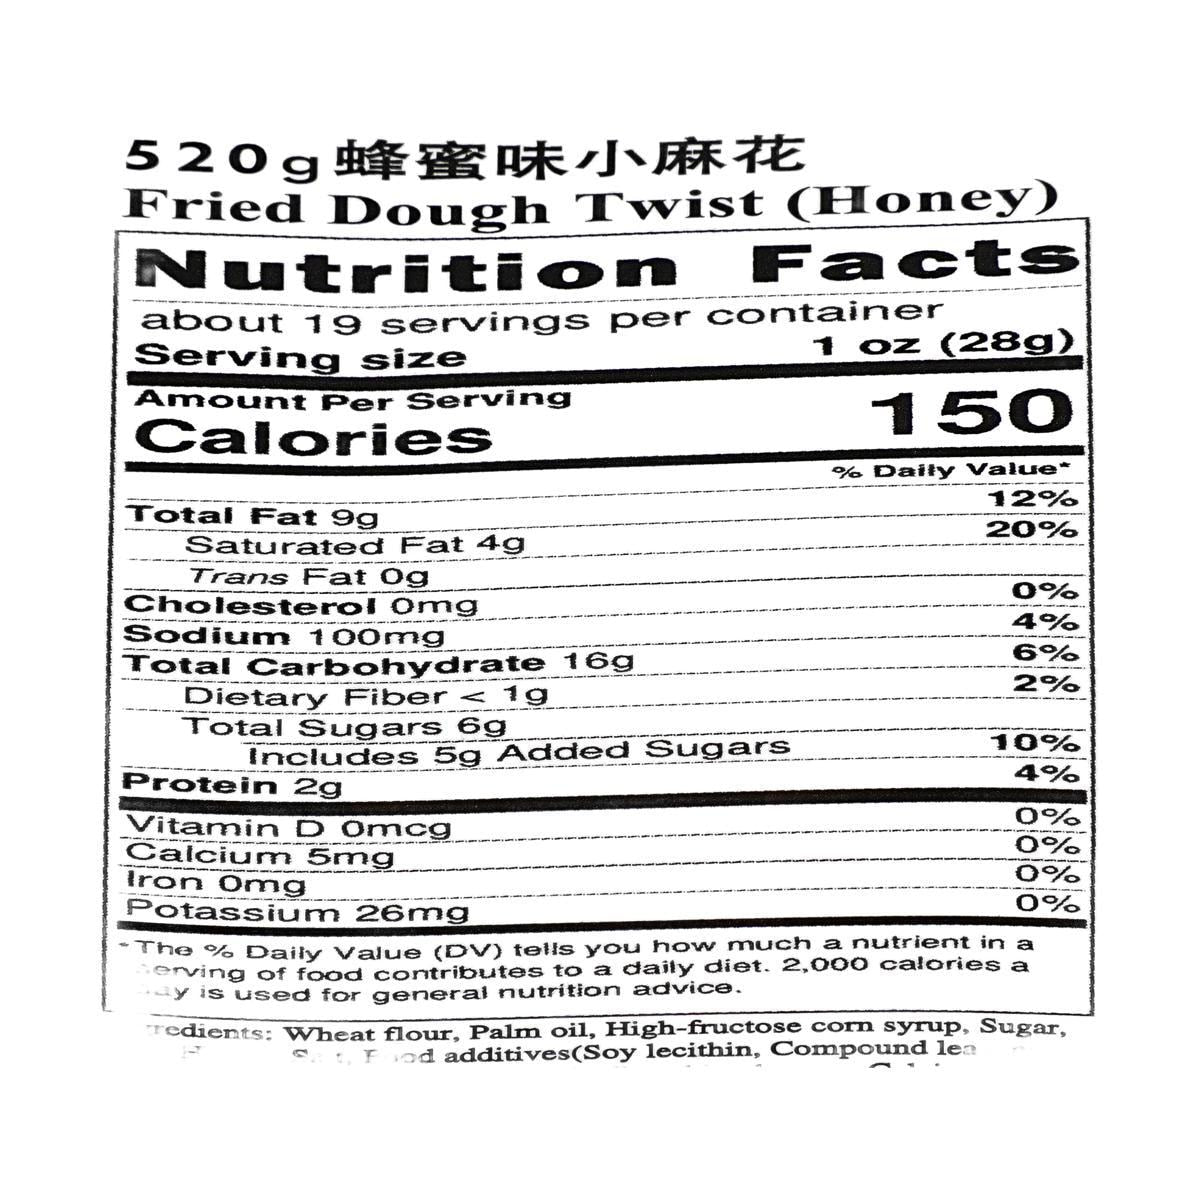 520g蜂蜜味小麻花
Fried Dough Twist (Honey)
Nutrition Facts
about 19 servings per container
Serving size 1 oz (28g)
Amount Per Serving
Calories 150
% Daily Value*
Total Fat 9g 12%
Saturated Fat 4g 20%
Trans Fat 0g
Cholesterol 0mg 0%
Sodium 100mg 4%
Total Carbohydrate 16g 6%
Dietary Fiber < 1g 2%
Total Sugars 6g
Includes 5g Added Sugars 10%
Protein 2g 4%
Vitamin D 0mcg 0%
Calcium 5mg 0%
Iron 0mg 0%
Potassium 26mg 0%
*The % Daily Value (DV) tells you how much a nutrient in a
serving of food contributes to a daily diet. 2,000 calories a
day is used for general nutrition advice.
Ingredients: Wheat flour, Palm oil, High-fructose corn syrup, Sugar,
Salt, Food additives(Soy lecithin, Compound